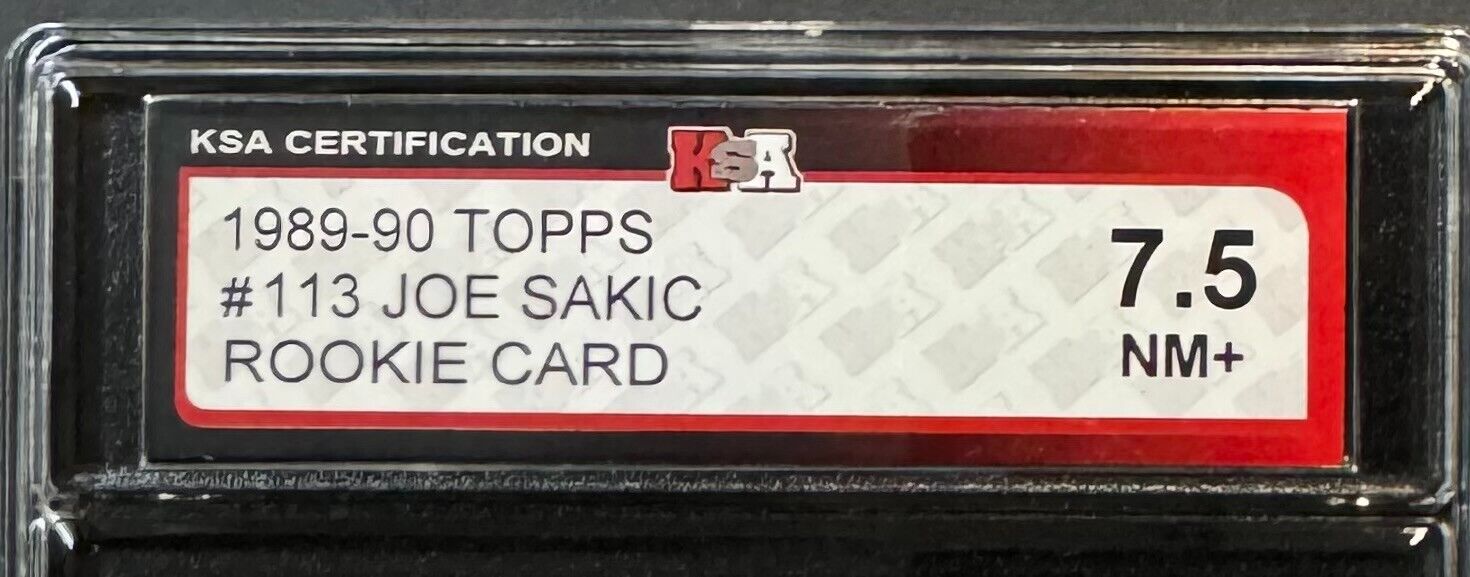 KSA CERTIFICATION
KSA
1989-90 TOPPS
#113 JOE SAKIC
ROOKIE CARD
7.5
NM+